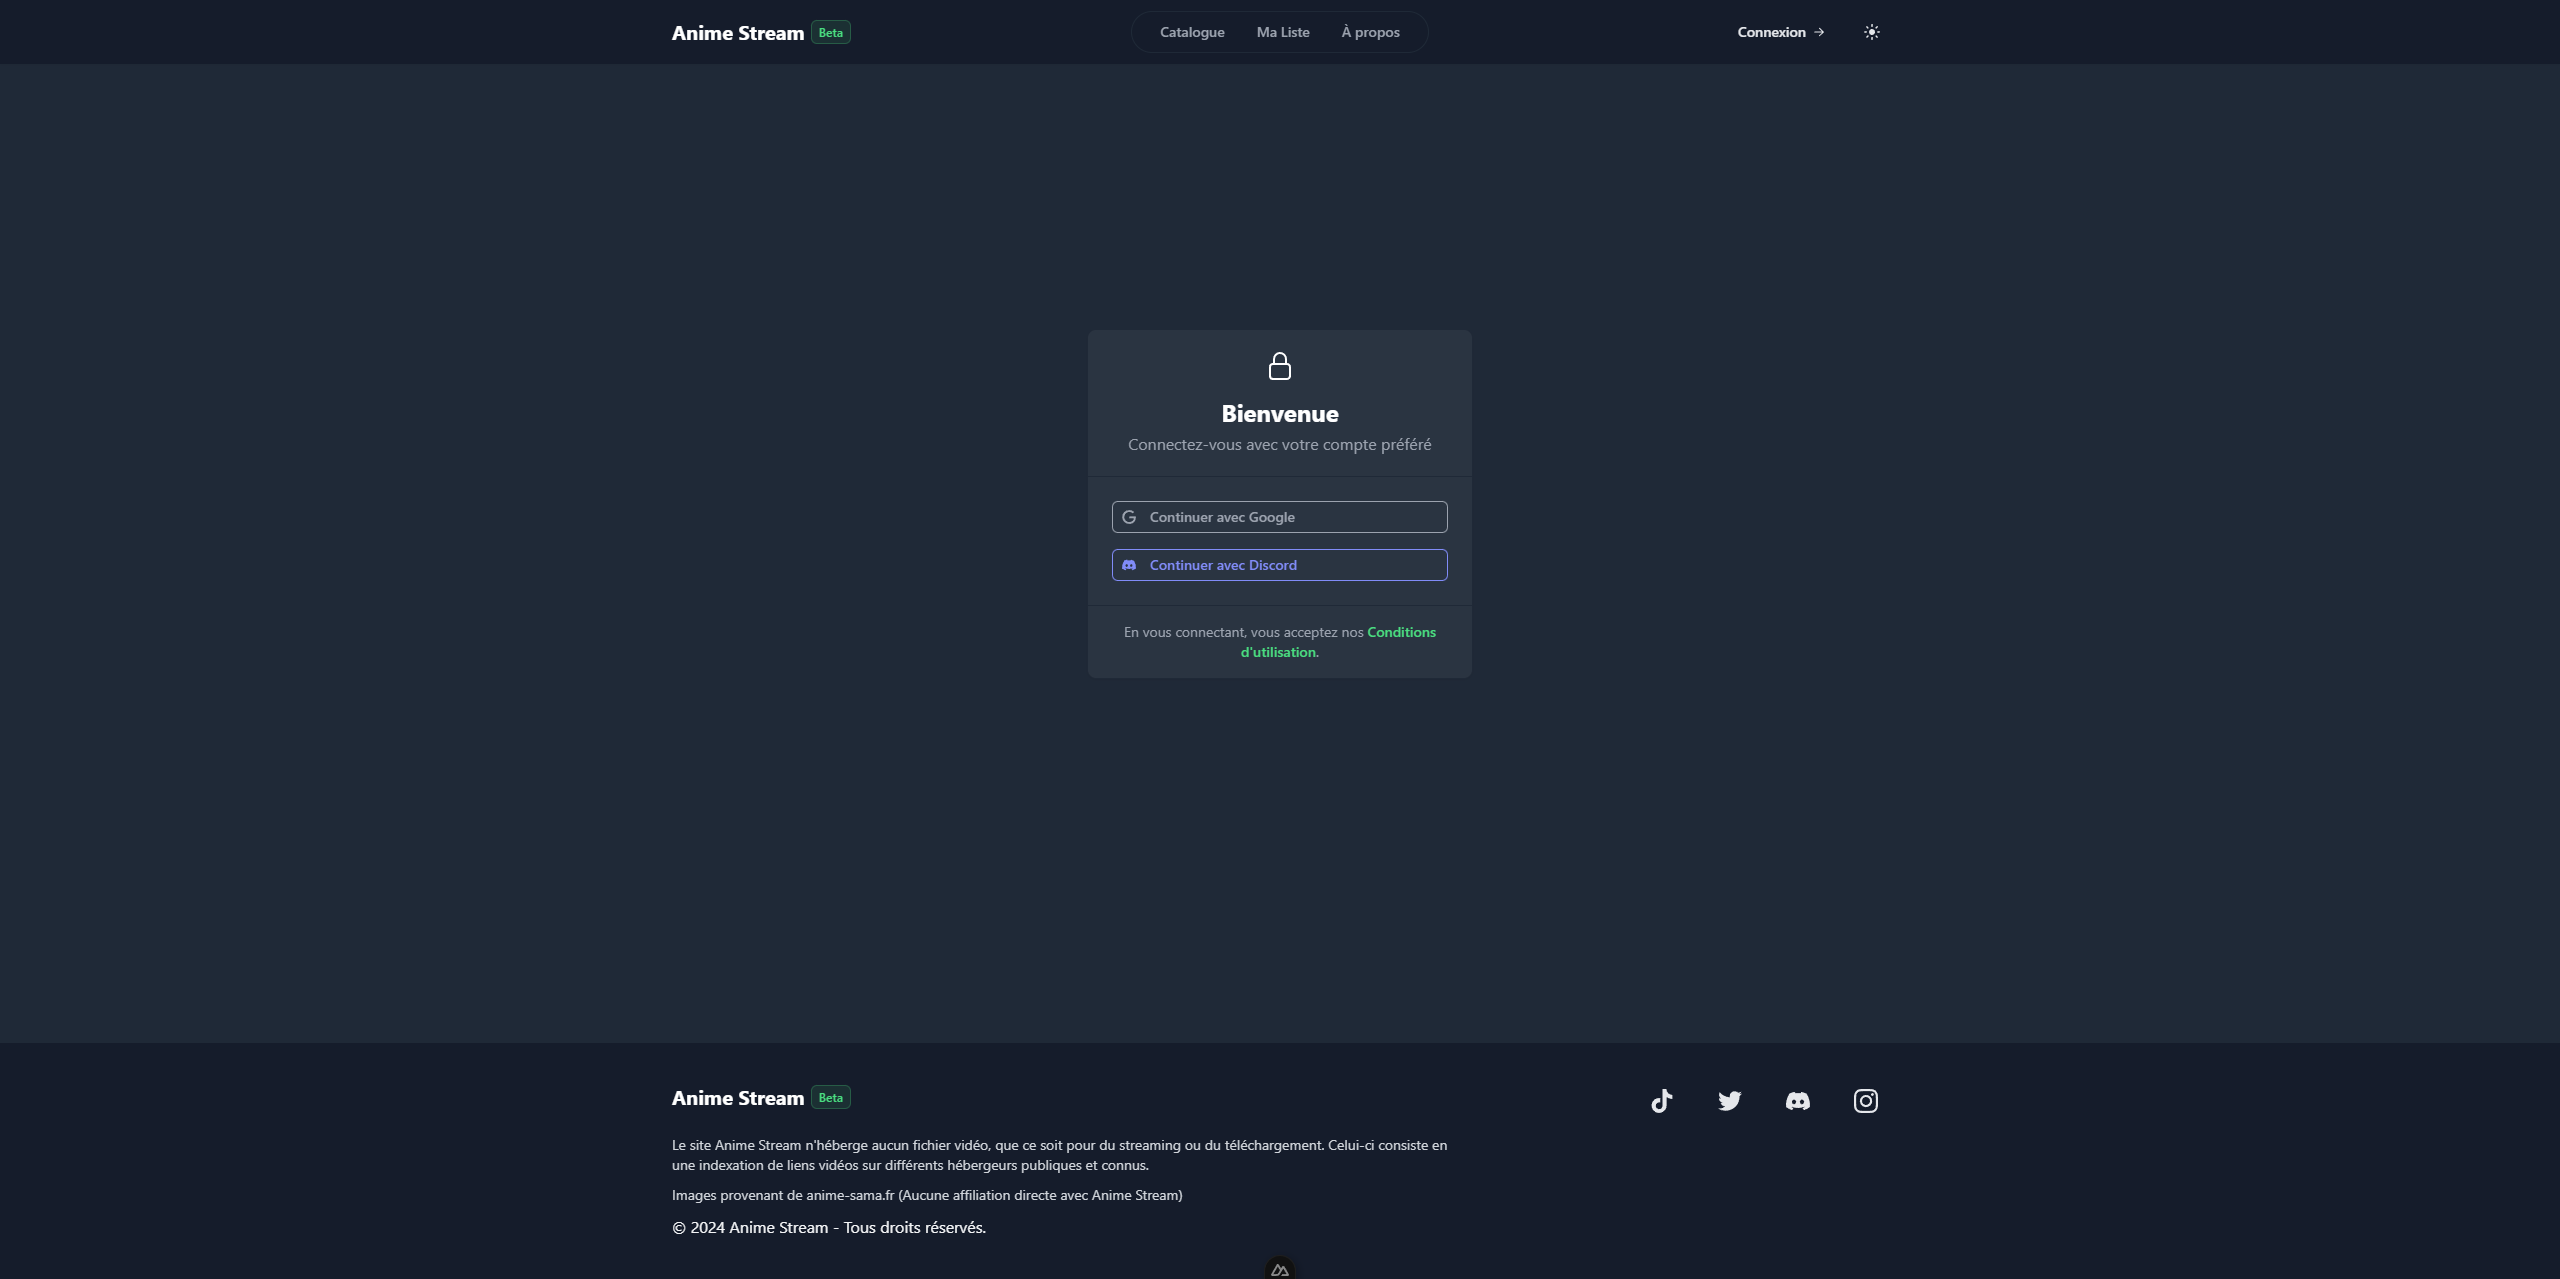 Anime Stream Beta
Catalogue
Ma Liste
À propos
Connexion →
Bienvenue
Connectez-vous avec votre compte préféré
Continuer avec Google
Continuer avec Discord
En vous connectant, vous acceptez nos Conditions
d'utilisation.
Anime Stream Beta
Le site Anime Stream n'héberge aucun fichier vidéo, que ce soit pour du streaming ou du téléchargement. Celui-ci consiste en
une indexation de liens vidéos sur différents hébergeurs publiques et connus.
Images provenant de anime-sama.fr (Aucune affiliation directe avec Anime Stream)
© 2024 Anime Stream - Tous droits réservés.